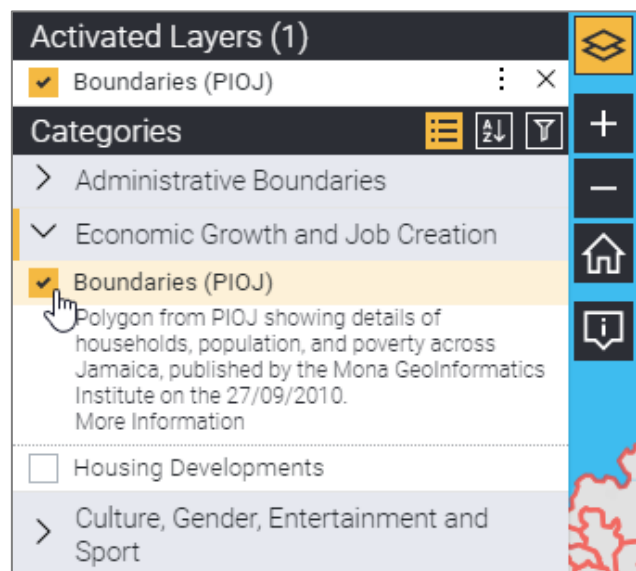 Activated Layers (1)
Boundaries (PIOJ)
Categories
A
Z
Administrative Boundaries
Economic Growth and Job Creation
Boundaries (PIOJ)
Polygon from PIOJ showing details of
households, population, and poverty across
Jamaica, published by the Mona GeoInformatics
Institute on the 27/09/2010.
More Information
Housing Developments
Culture, Gender, Entertainment and
Sport